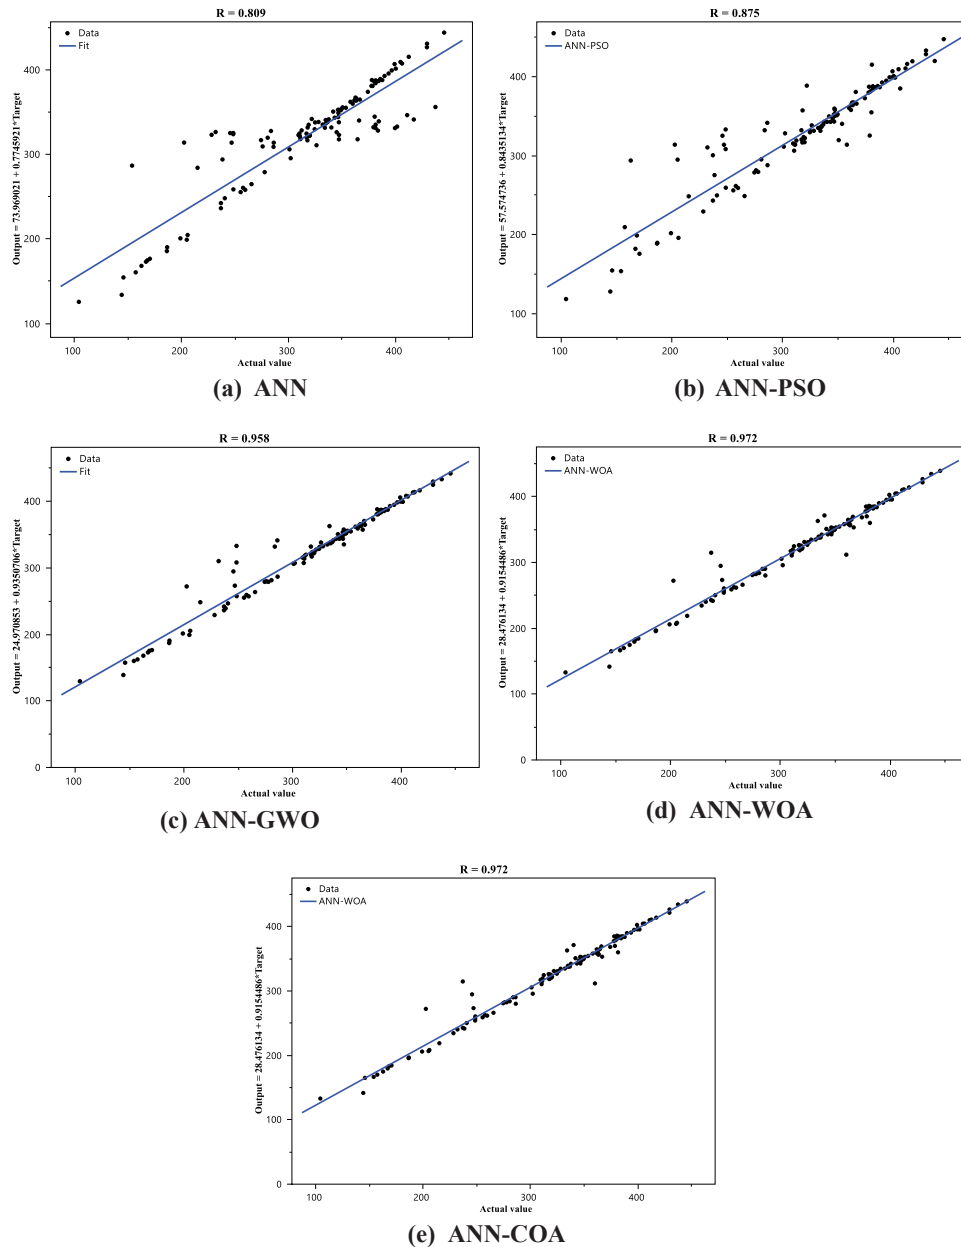 R = 0.809
Data
Fit
400
300
200
100
Output = 73.969021 + 0.7745921*Target
100 200 300 400
Actual value
(a) ANN
R = 0.875
Data
ANN-PSO
400
300
200
100
Output = 57.574736 + 0.8435134*Target
100 200 300 400
Actual value
(b) ANN-PSO
R = 0.958
Data
Fit
400
300
200
100
0
Output = 24.970853 + 0.9350706*Target
100 200 300 400
Actual value
(c) ANN-GWO
R = 0.972
Data
ANN-WOA
400
300
200
100
0
Output = 28.476134 + 0.9154486*Target
100 200 300 400
Actual value
(d) ANN-WOA
R = 0.972
Data
ANN-WOA
400
300
200
100
0
Output = 28.476134 + 0.9154486*Target
100 200 300 400
Actual value
(e) ANN-COA